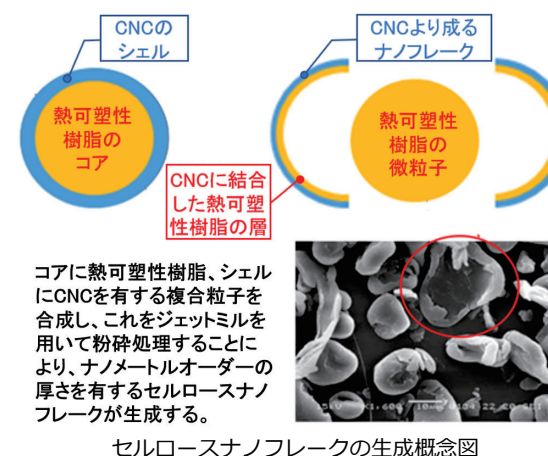 CNCの
シェル
CNCより成る
ナノフレーク
熱可塑性
樹脂の
コア
熱可塑性
樹脂の
微粒子
CNCに結合
した熱可塑
性樹脂の層
コアに熱可塑性樹脂、シェル
にCNCを有する複合粒子を
合成し、これをジェットミルを
用いて粉砕処理することに
より、ナノメートルオーダーの
厚さを有するセルロースナノ
フレークが生成する。
15kV X1,600 10μm 0104 22 20 SEI
セルロースナノフレークの生成概念図